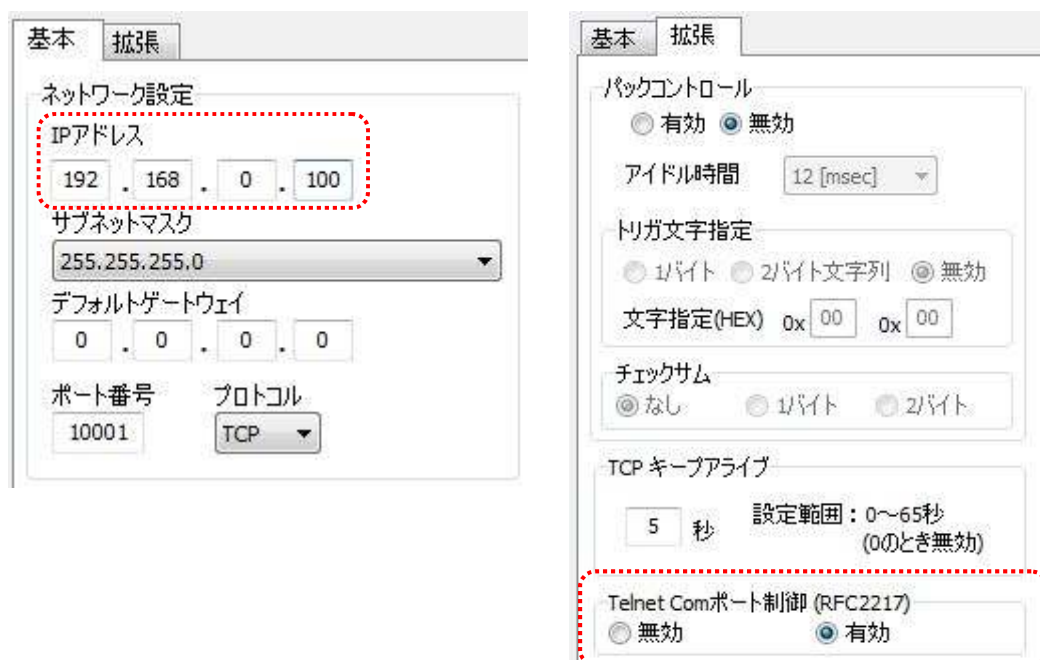 基本 拡張
ネットワーク設定
IPアドレス
192 . 168 . 0 . 100
サブネットマスク
255.255.255.0
デフォルトゲートウェイ
0 . 0 . 0 . 0
ポート番号 プロトコル
10001 TCP
基本 拡張
パックコントロール
有効 無効
アイドル時間 12 [msec]
トリガ文字指定
1バイト 2バイト文字列 無効
文字指定(HEX) 0x 00 0x 00
チェックサム
なし 1バイト 2バイト
TCP キープアライブ
5 秒 設定範囲：0～65秒
(0のとき無効)
Telnet Comポート制御 (RFC2217)
無効 有効